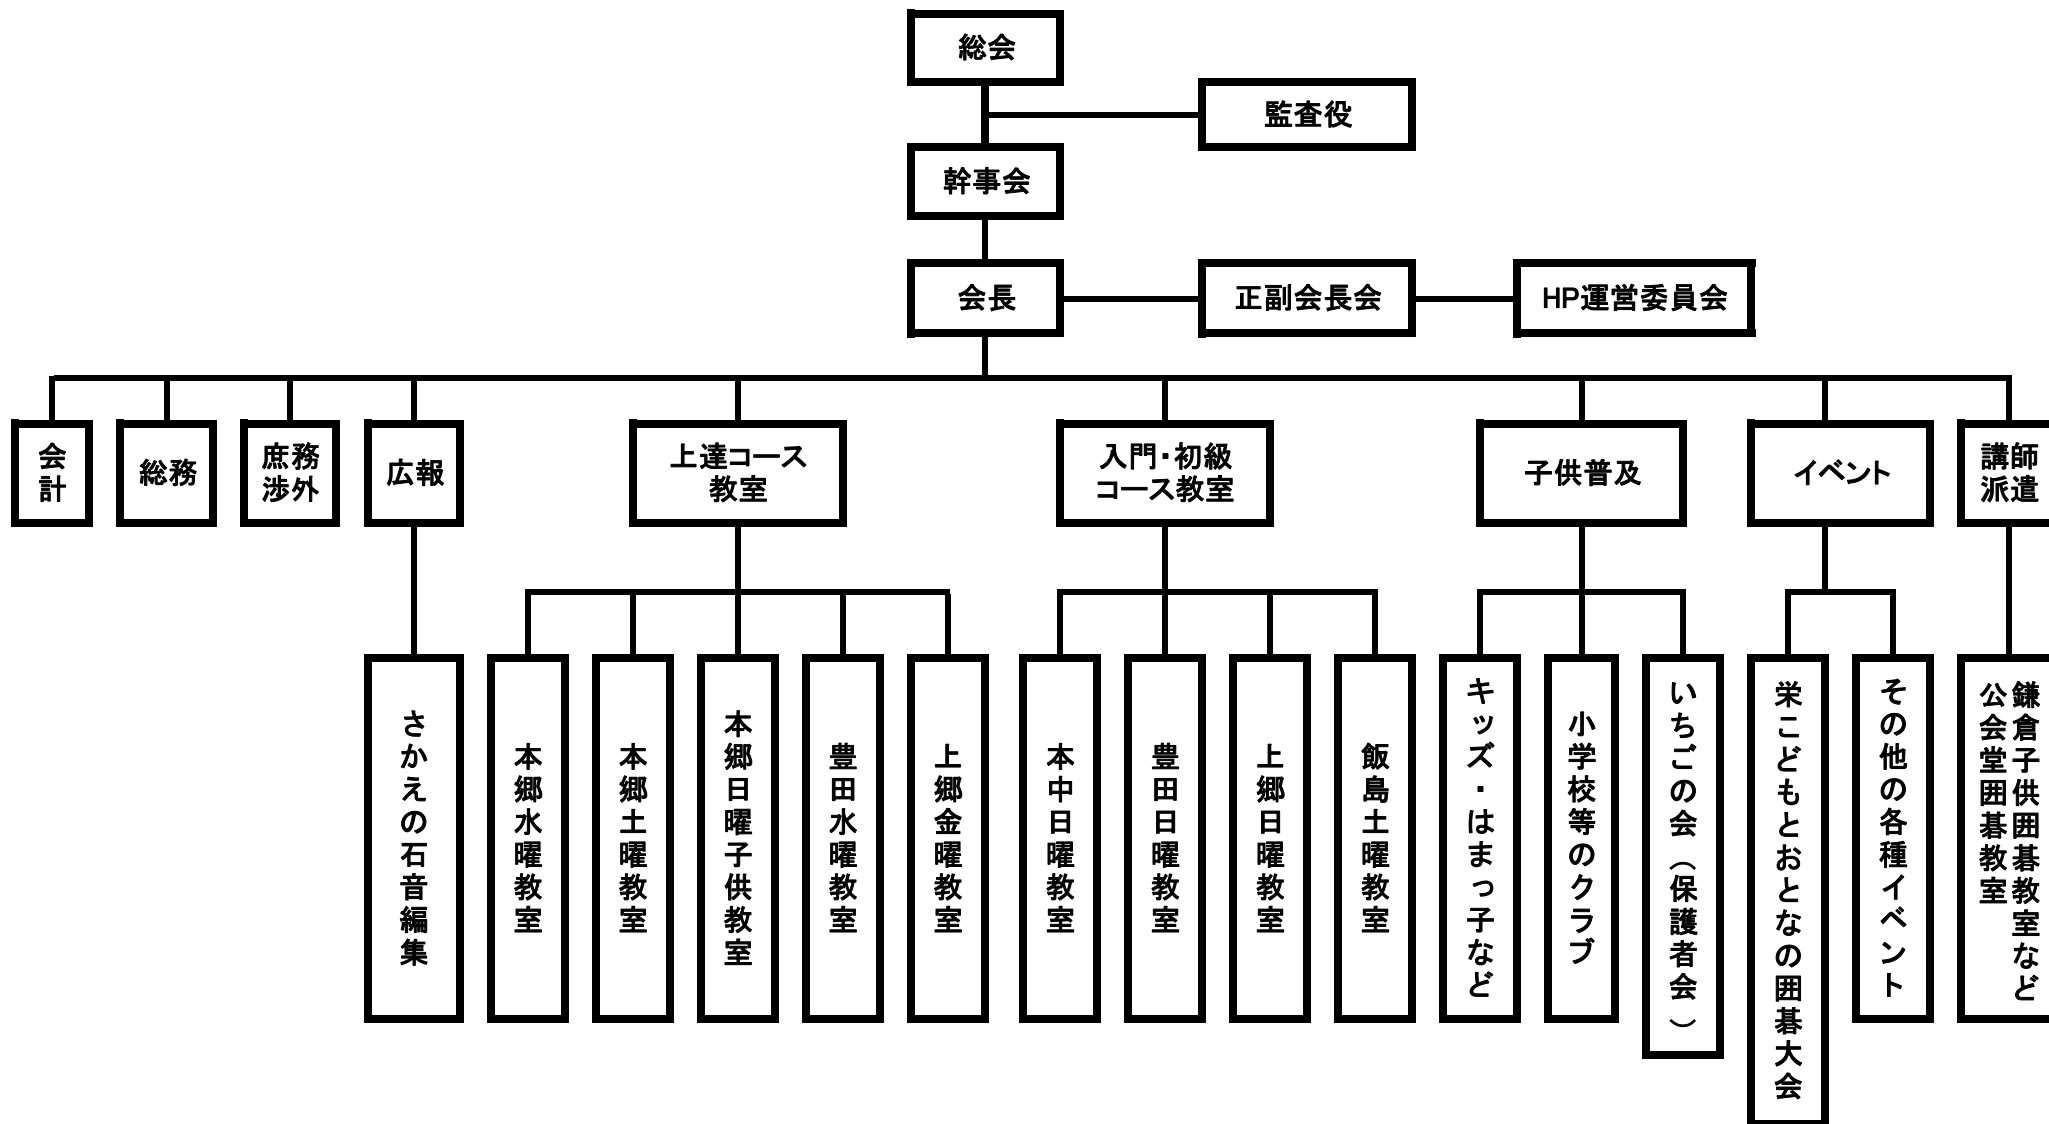 総会
監査役
幹事会
会長
正副会長会
HP運営委員会
会
計
総務
庶務
渉外
広報
上達コース
教室
入門・初級
コース教室
子供普及
イベント
講師
派遣
さかえの石音編集
本郷水曜教室
本郷土曜教室
本郷日曜子供教室
豊田水曜教室
上郷金曜教室
本中日曜教室
豊田日曜教室
上郷日曜教室
飯島土曜教室
キッズ・はまっ子など
小学校等のクラブ
いちごの会（保護者会）
栄こどもとおとなの囲碁大会
その他の各種イベント
鎌倉子供囲碁教室など
公会堂囲碁教室